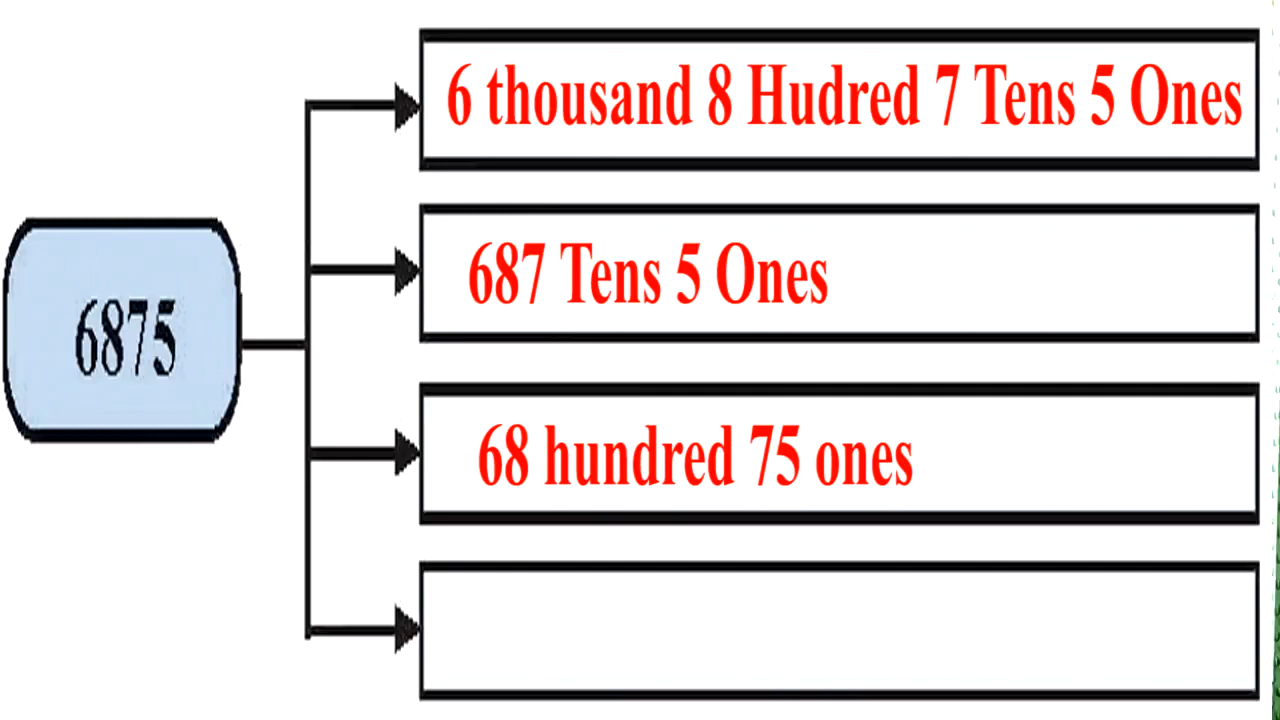 6 thousand 8 Hudred 7 Tens 5 Ones
687 Tens 5 Ones
6875
68 hundred 75 ones